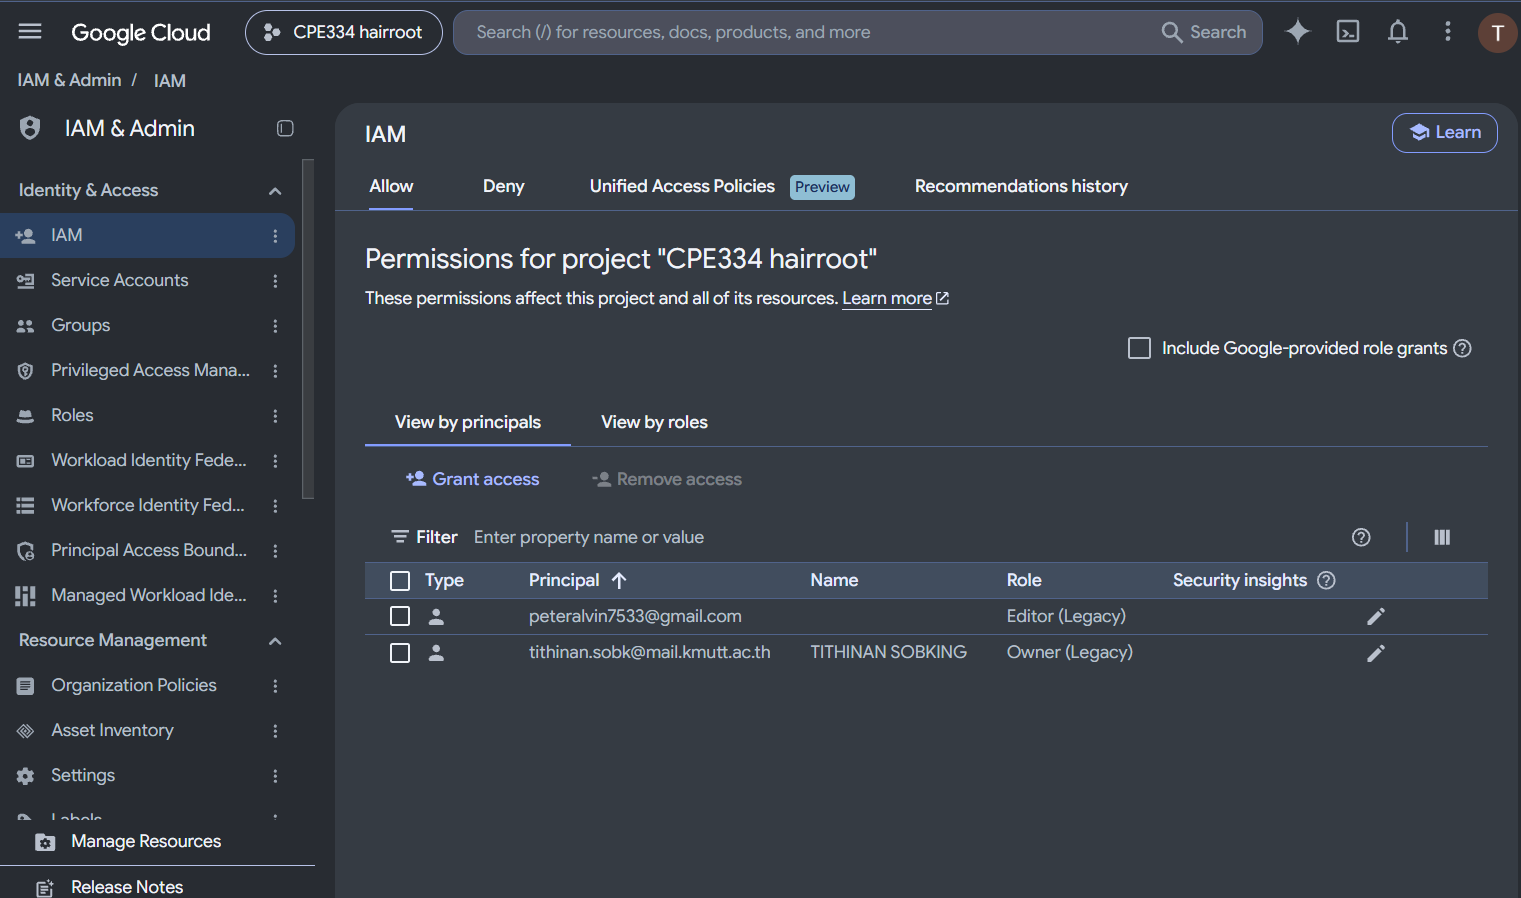 Google Cloud
CPE334 hairroot
Search (/) for resources, docs, products, and more
Search
T
IAM & Admin / IAM
IAM & Admin
Identity & Access
IAM
Service Accounts
Groups
Privileged Access Mana...
Roles
Workload Identity Fede...
Workforce Identity Fed...
Principal Access Bound...
Managed Workload Ide...
Resource Management
Organization Policies
Asset Inventory
Settings
Labels
Manage Resources
Release Notes
IAM
Learn
Allow
Deny
Unified Access Policies Preview
Recommendations history
Permissions for project "CPE334 hairroot"
These permissions affect this project and all of its resources. Learn more
Include Google-provided role grants
View by principals
View by roles
Grant access
Remove access
Filter Enter property name or value
Type Principal Name Role Security insights
peteralvin7533@gmail.com Editor (Legacy)
tithinan.sobk@mail.kmutt.ac.th TITHINAN SOBKING Owner (Legacy)